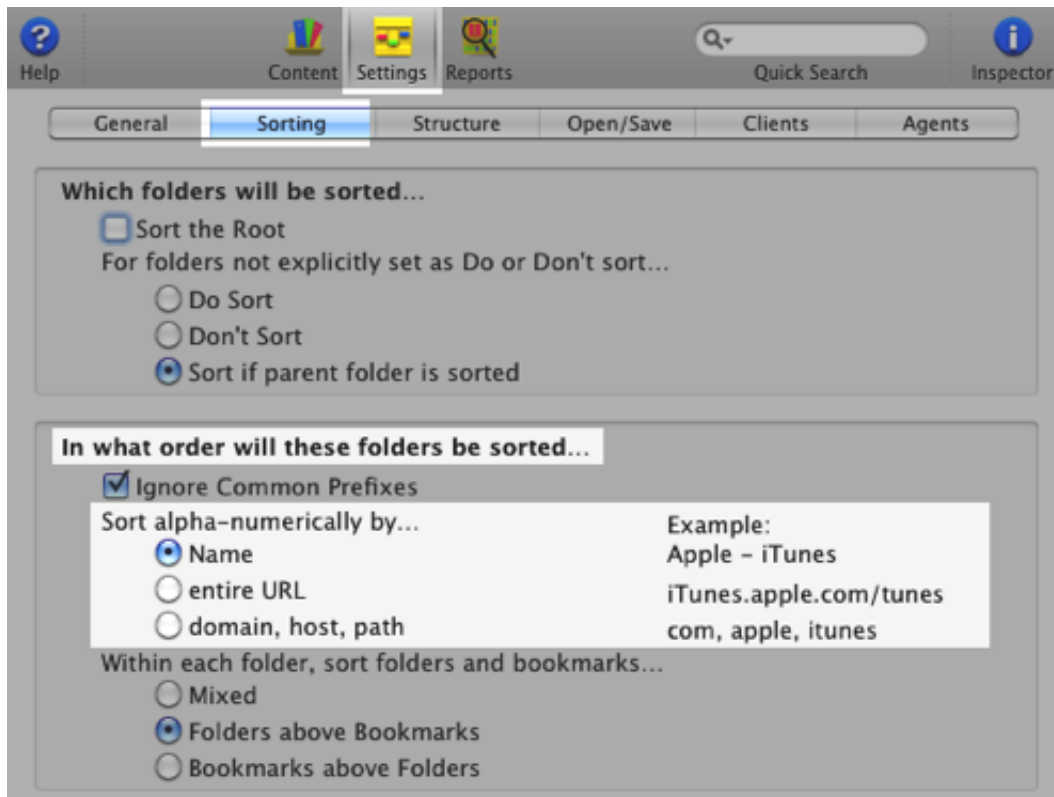 Help
Content
Settings
Reports
Quick Search
Inspector
General
Sorting
Structure
Open/Save
Clients
Agents
Which folders will be sorted...
Sort the Root
For folders not explicitly set as Do or Don't sort...
Do Sort
Don't Sort
Sort if parent folder is sorted
In what order will these folders be sorted...
Ignore Common Prefixes
Sort alpha-numerically by...
Example:
Name
Apple – iTunes
entire URL
iTunes.apple.com/tunes
domain, host, path
com, apple, itunes
Within each folder, sort folders and bookmarks...
Mixed
Folders above Bookmarks
Bookmarks above Folders